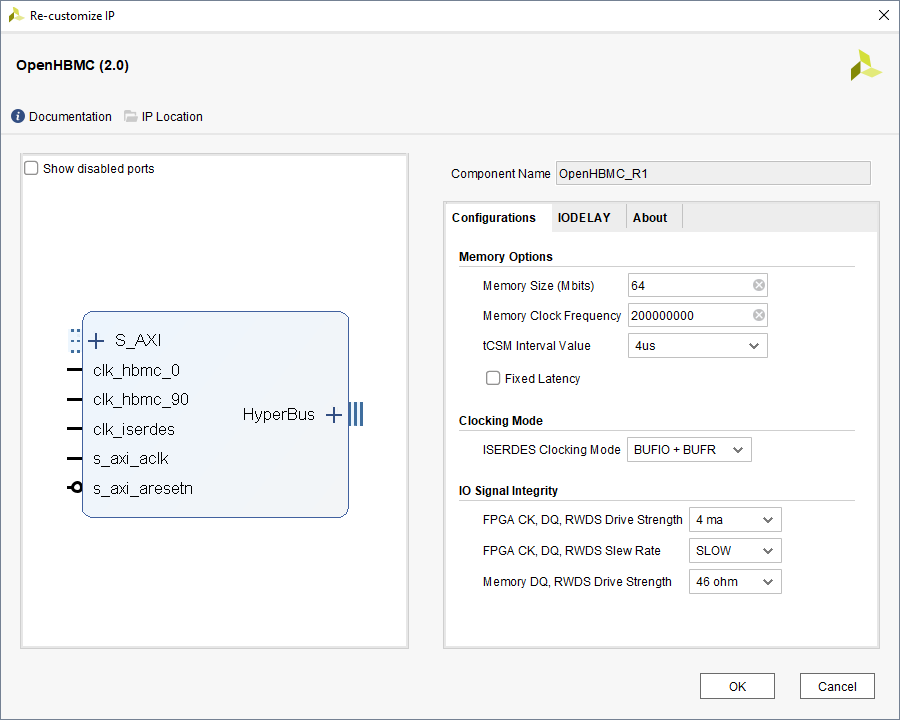 Re-customize IP
OpenHBMC (2.0)
Documentation
IP Location
Show disabled ports
S_AXI
clk_hbmc_0
clk_hbmc_90
clk_iserdes
s_axi_aclk
s_axi_aresetn
HyperBus
Component Name OpenHBMC_R1
Configurations IODELAY About
Memory Options
Memory Size (Mbits) 64
Memory Clock Frequency 200000000
tCSM Interval Value 4us
Fixed Latency
Clocking Mode
ISERDES Clocking Mode BUFIO + BUFR
IO Signal Integrity
FPGA CK, DQ, RWDS Drive Strength 4 ma
FPGA CK, DQ, RWDS Slew Rate SLOW
Memory DQ, RWDS Drive Strength 46 ohm
OK Cancel